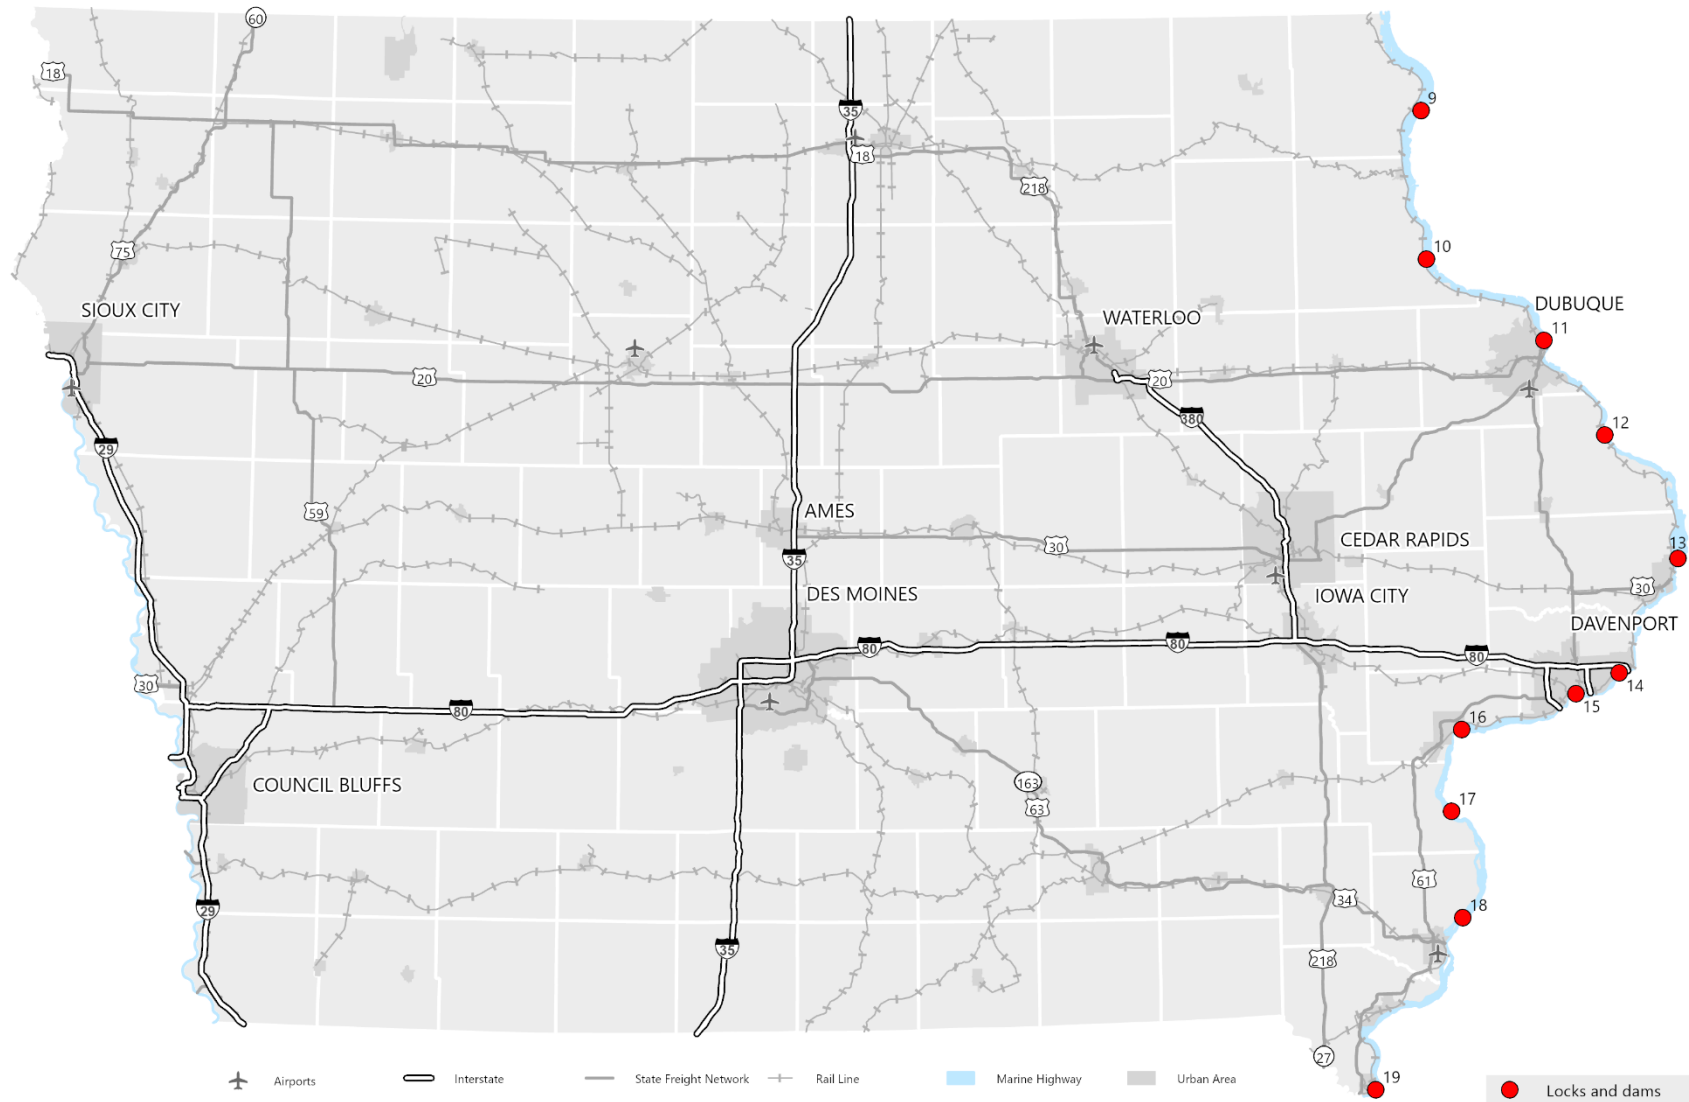 60
18
9
35
18
218
10
75
SIOUX CITY
DUBUQUE
WATERLOO
11
20
20
380
12
29
59
AMES
30
CEDAR RAPIDS
13
35
DES MOINES
IOWA CITY
30
DAVENPORT
80
80
80
30
14
80
15
16
COUNCIL BLUFFS
163
63
17
61
34
18
29
35
218
27
19
Airports
Interstate
State Freight Network
Rail Line
Marine Highway
Urban Area
Locks and dams